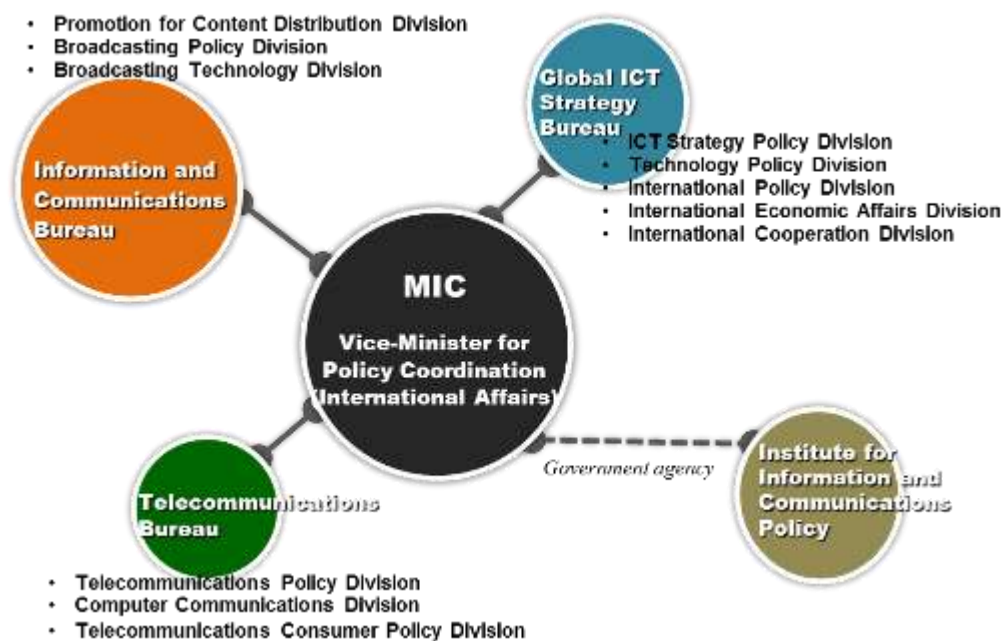 • Promotion for Content Distribution Division
• Broadcasting Policy Division
• Broadcasting Technology Division
Information and
Communications
Bureau
Global ICT
Strategy
Bureau
• ICT Strategy Policy Division
• Technology Policy Division
• International Policy Division
• International Economic Affairs Division
• International Cooperation Division
MIC
Vice-Minister for
Policy Coordination
(International Affairs)
Government agency
Institute for
Information and
Communications
Policy
Telecommunications
Bureau
• Telecommunications Policy Division
• Computer Communications Division
• Telecommunications Consumer Policy Division